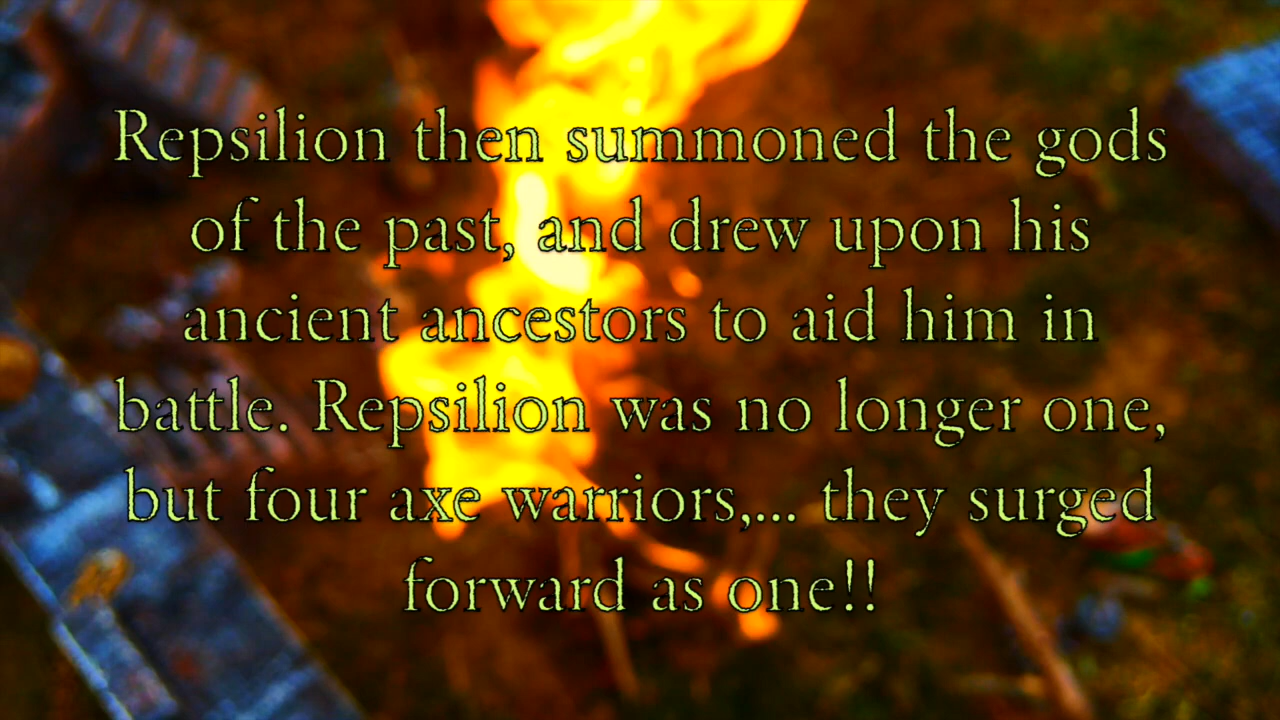 Repsilion then summoned the gods
of the past, and drew upon his
ancient ancestors to aid him in
battle. Repsilion was no longer one,
but four axe warriors,... they surged
forward as one!!